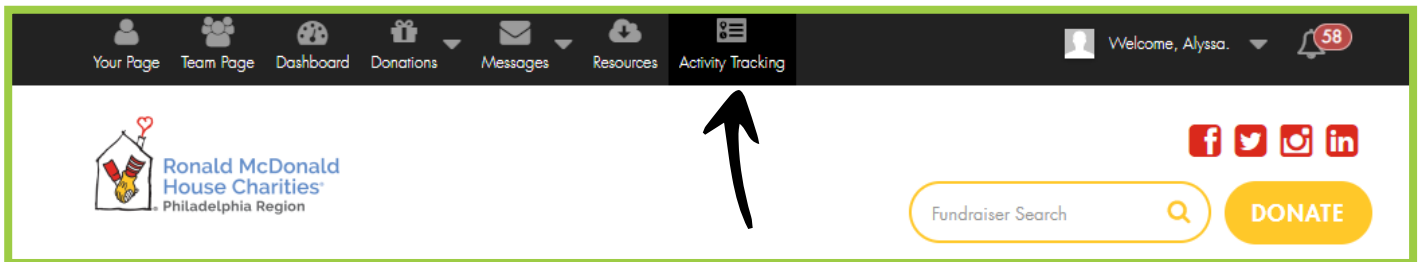 Your Page Team Page Dashboard Donations Messages Resources Activity Tracking Welcome, Alyssa. 58
Ronald McDonald
House Charities®
Philadelphia Region
f in
Fundraiser Search DONATE